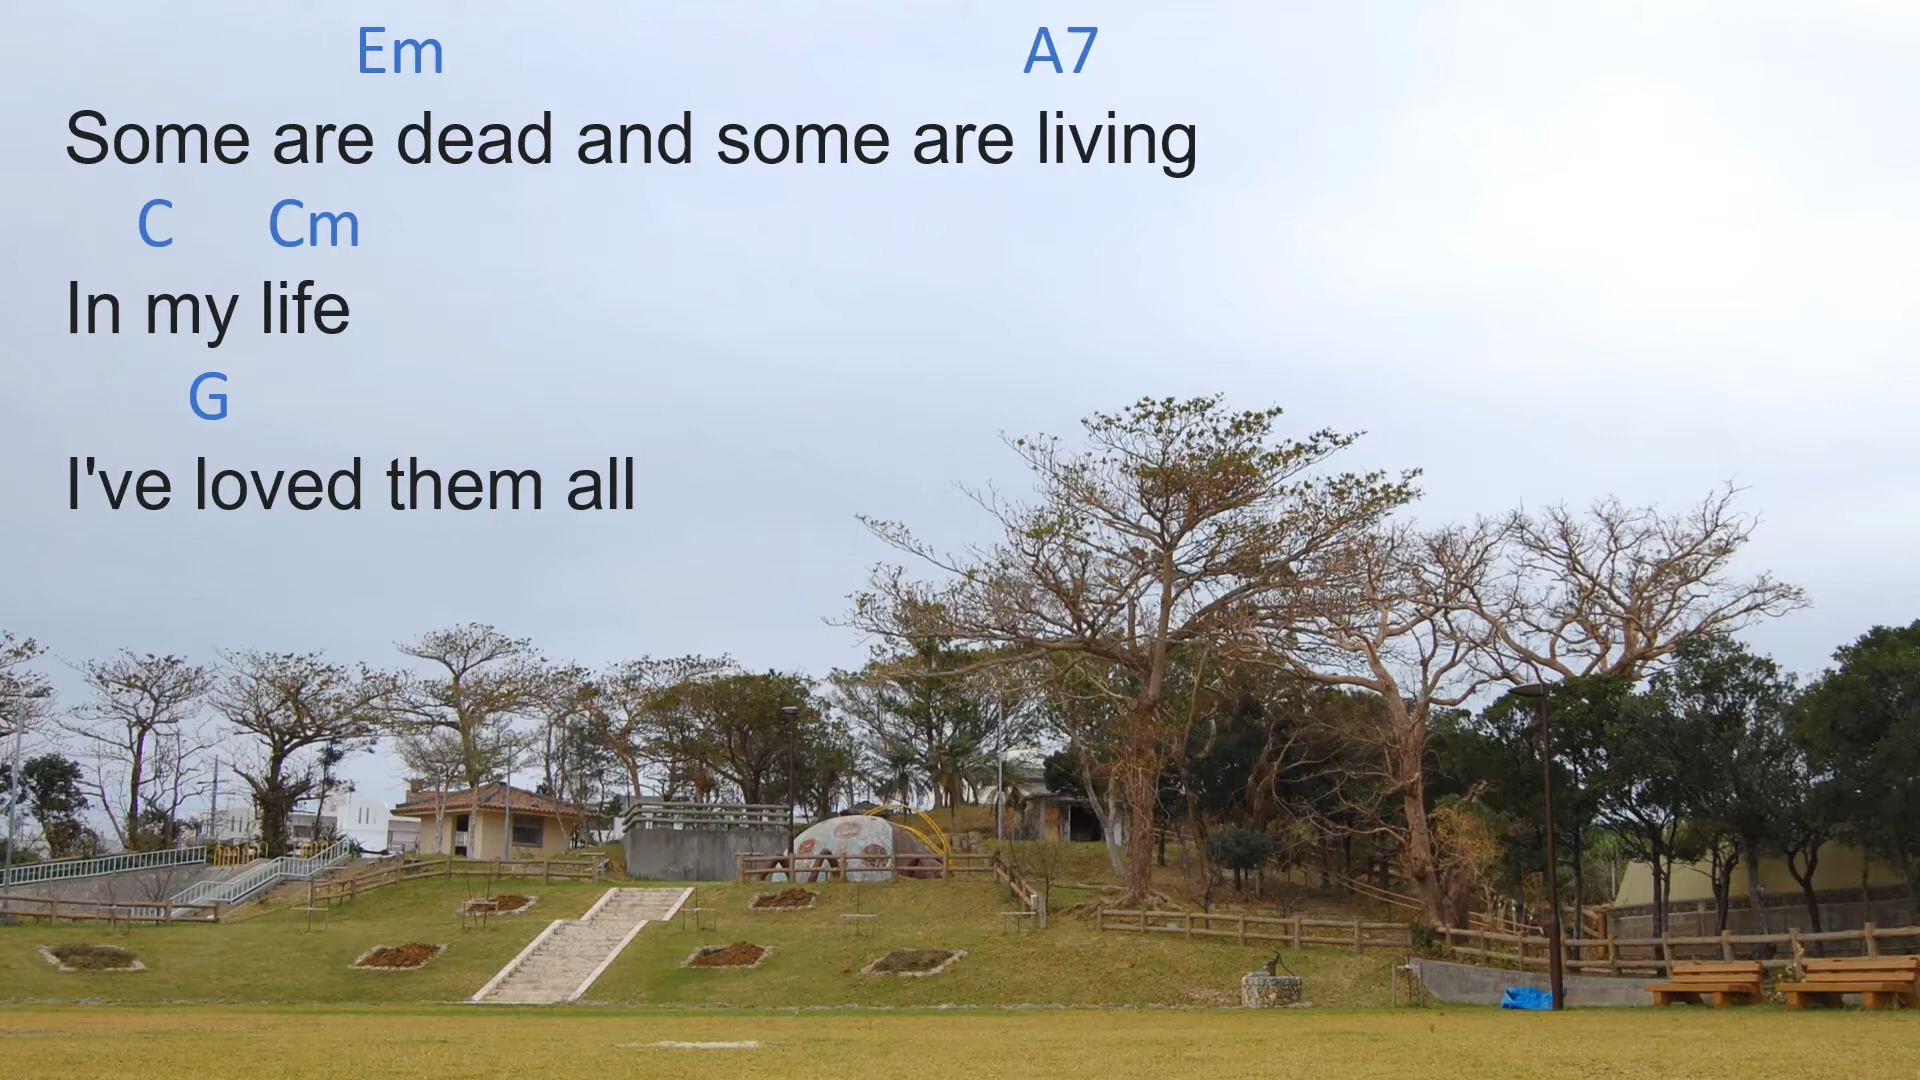 Em A7
Some are dead and some are living
C Cm
In my life
G
I've loved them all